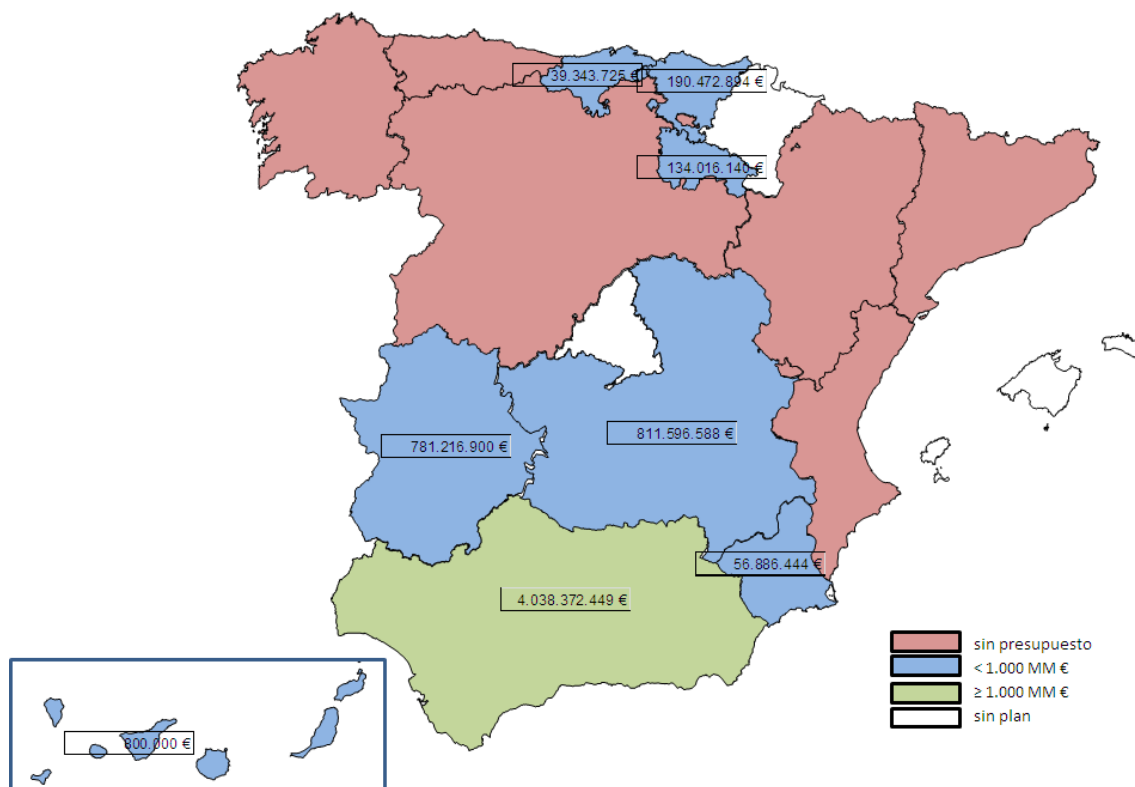 39.343.725 €
190.472.894 €
134.016.140 €
781.216.900 €
811.596.588 €
56.886.444 €
4.038.372.449 €
800.000 €
sin presupuesto
< 1.000 MM €
≥ 1.000 MM €
sin plan